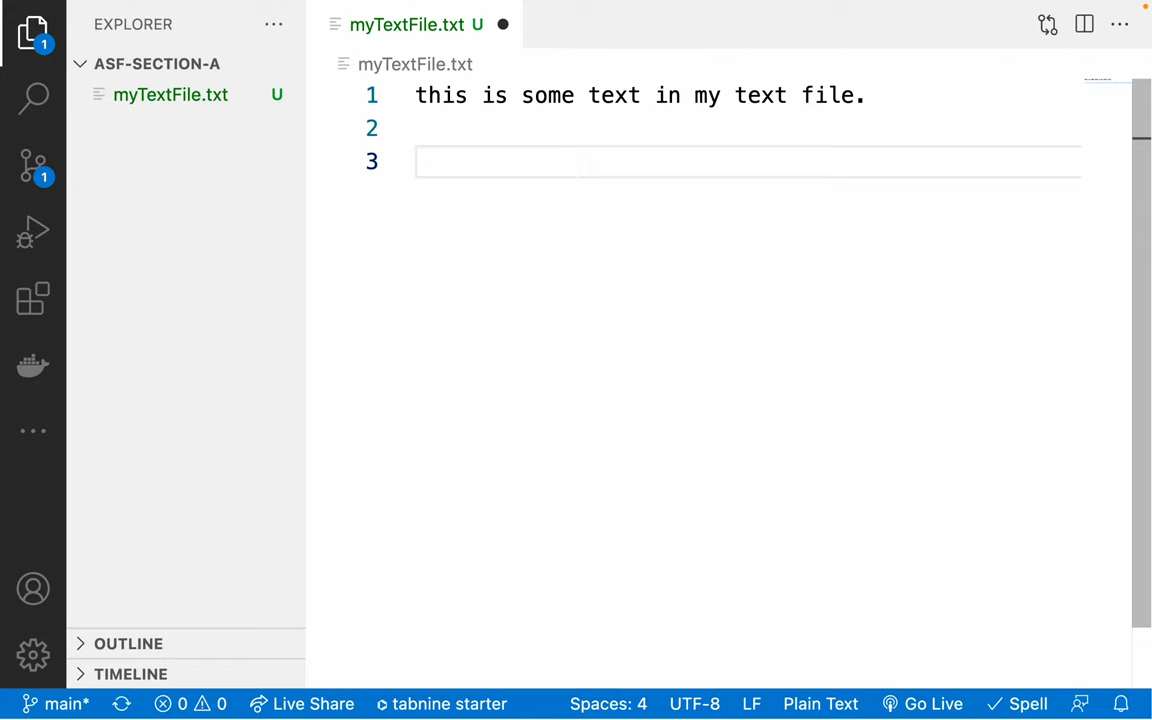 EXPLORER
myTextFile.txt U
1
ASF-SECTION-A
myTextFile.txt
myTextFile.txt U
1 this is some text in my text file.
2
3
1
OUTLINE
TIMELINE
main* 0 0 Live Share tabnine starter Spaces: 4 UTF-8 LF Plain Text Go Live Spell